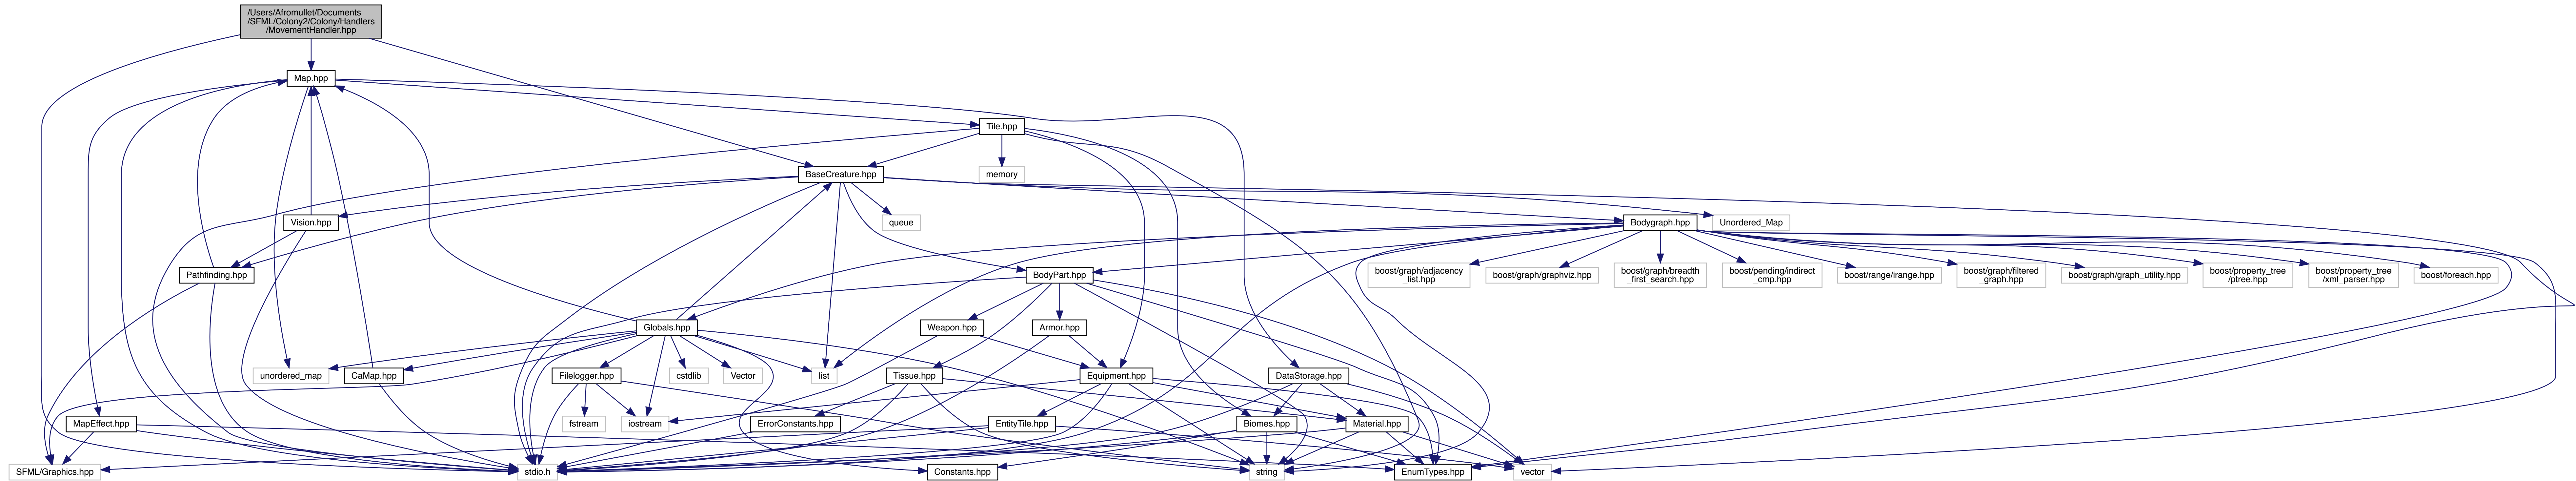 /Users/Afromullet/Documents
/SFML/Colony2/Colony/Handlers
/MovementHandler.hpp
Map.hpp
Tile.hpp
BaseCreature.hpp
memory
Vision.hpp
queue
Bodygraph.hpp
Unordered_Map
Pathfinding.hpp
BodyPart.hpp
boost/graph/adjacency
_list.hpp
boost/graph/graphviz.hpp
boost/graph/breadth
_first_search.hpp
boost/pending/indirect
_cmp.hpp
boost/range/irange.hpp
boost/graph/filtered
_graph.hpp
boost/graph/graph_utility.hpp
boost/property_tree
/ptree.hpp
boost/property_tree
/xml_parser.hpp
boost/foreach.hpp
Globals.hpp
Weapon.hpp
Armor.hpp
unordered_map
CaMap.hpp
Filelogger.hpp
cstdlib
Vector
list
Tissue.hpp
Equipment.hpp
DataStorage.hpp
MapEffect.hpp
fstream
iostream
ErrorConstants.hpp
EntityTile.hpp
Biomes.hpp
Material.hpp
SFML/Graphics.hpp
stdio.h
Constants.hpp
string
EnumTypes.hpp
vector